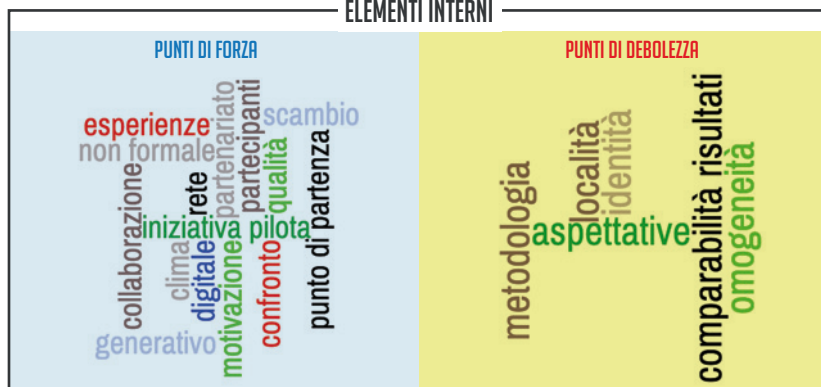 ELEMENTI INTERNI
PUNTI DI FORZA
esperienze
non formale
collaborazione
rete
partenariato
partecipanti
scambio
qualità
punto di partenza
iniziativa pilota
clima
digitale
motivazione
confronto
generativo
PUNTI DI DEBOLEZZA
metodologia
località
identità
aspettative
comparabilità risultati
omogeneità